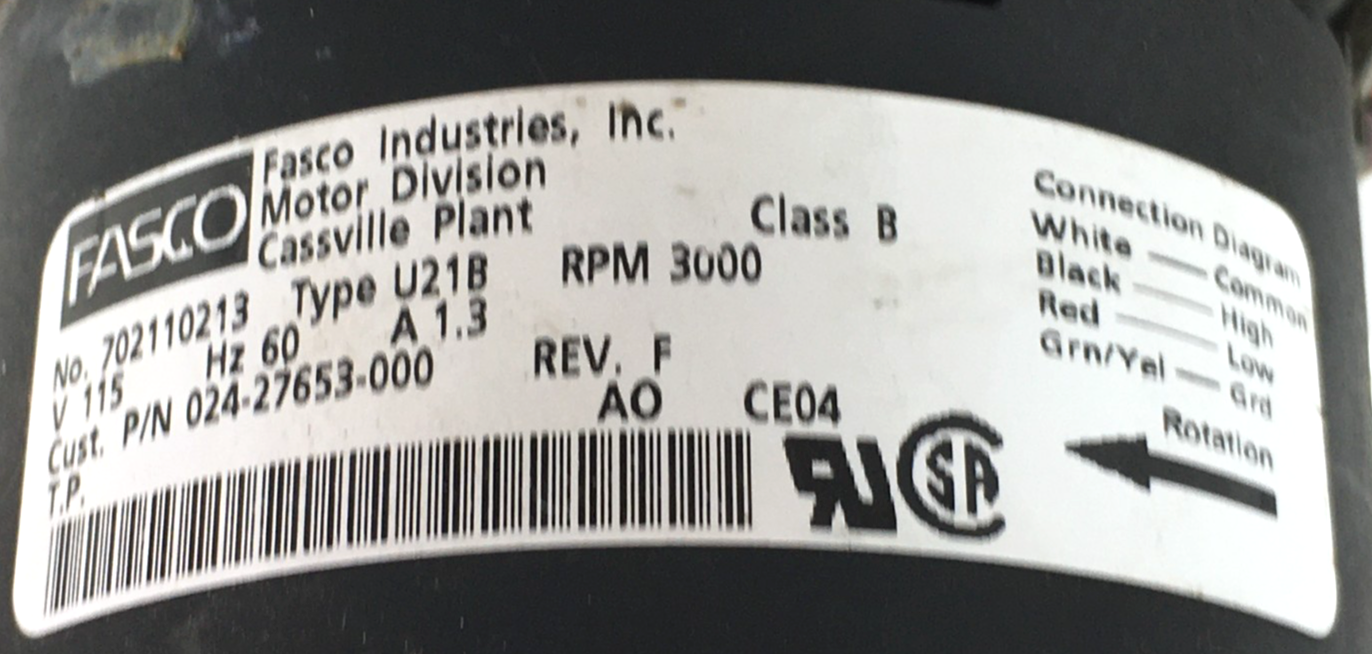 FASCO
Fasco Industries, Inc.
Motor Division
Cassville Plant
Class B
No. 702110213 Type U21B RPM 3000
V 115 Hz 60 A 1.3
Cust. P/N 024-27653-000 REV. F
T.P. AO CE04
Connection Diagram
White Common
Black High
Red Low
Grn/Yel Grd
Rotation